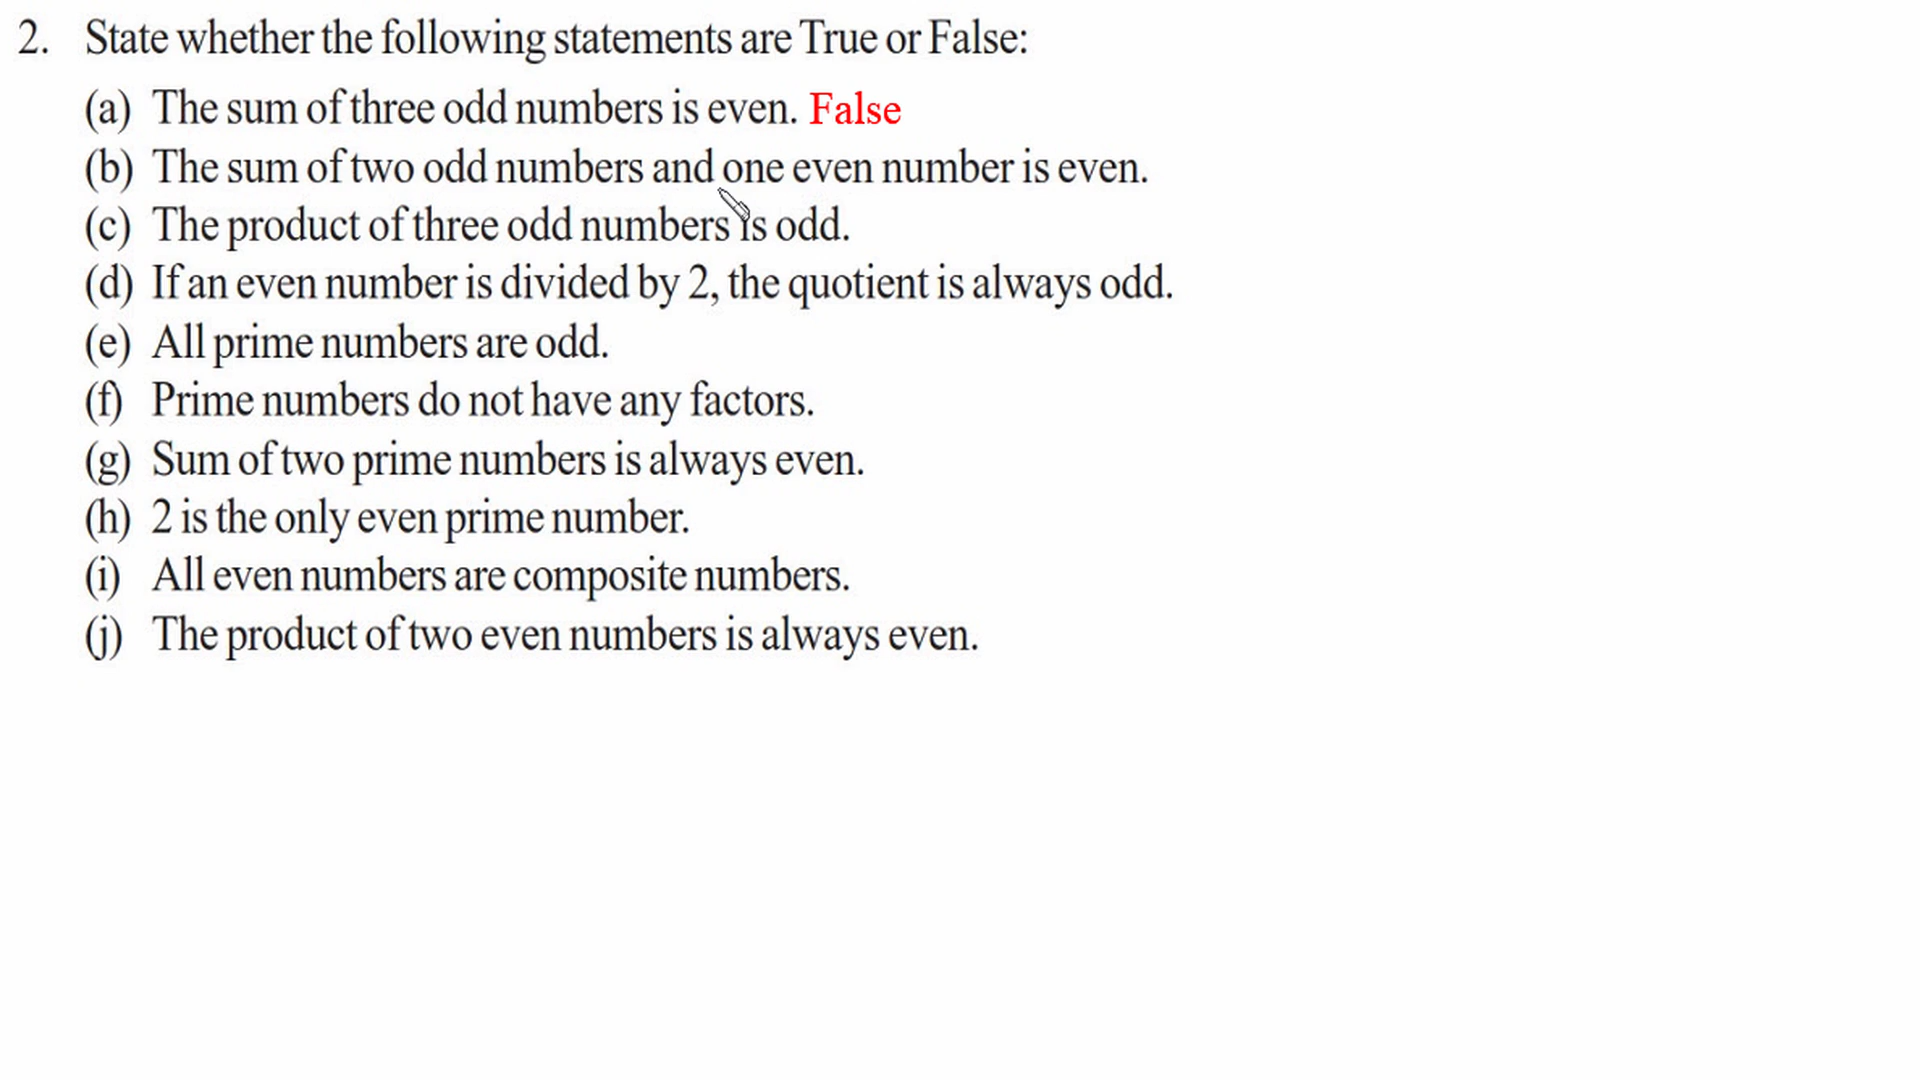 2. State whether the following statements are True or False:
(a) The sum of three odd numbers is even. False
(b) The sum of two odd numbers and one even number is even.
(c) The product of three odd numbers is odd.
(d) If an even number is divided by 2, the quotient is always odd.
(e) All prime numbers are odd.
(f) Prime numbers do not have any factors.
(g) Sum of two prime numbers is always even.
(h) 2 is the only even prime number.
(i) All even numbers are composite numbers.
(j) The product of two even numbers is always even.